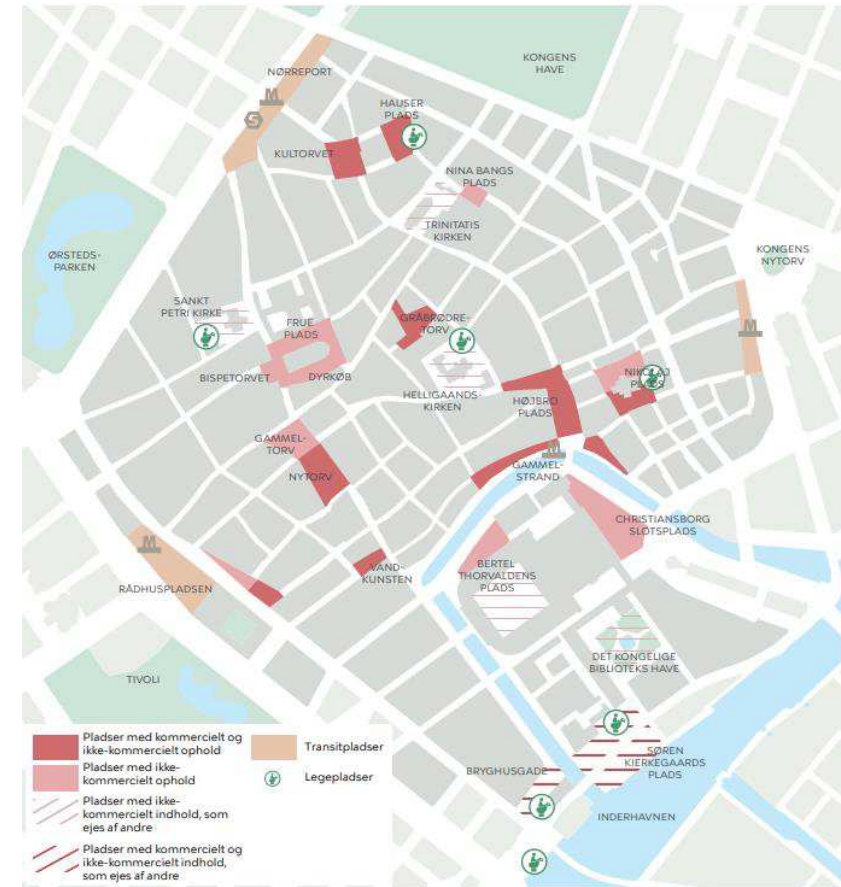 NØRREPORT
KONGENS
HAVE
M
S
HAUSER
PLADS
KULTORVET
NINA BANGS
PLADS
TRINITATIS
KIRKEN
ØRSTEDS-
PARKEN
KONGENS
NYTORV
SANKT
PETRI KIRKE
FRUE
PLADS
GRÅBRØDRE-
TORV
M
BISPETORVET
DYRKØB
HELLIGAANDS-
KIRKEN
HØJBRO
PLADS
NIKOLAJ
PLADS
GAMMEL-
TORV
NYTORV
M
GAMMEL-
STRAND
CHRISTIANSBORG
SLOTSPLADS
M
RÅDHUSPLADSEN
VAND-
KUNSTEN
BERTEL
THORVALDENS
PLADS
DET KONGELIGE
BIBLIOTEKS HAVE
TIVOLI
BRYGHUSGADE
SØREN
KIERKEGAARDS
PLADS
INDERHAVNEN
Pladser med kommercielt og
ikke-kommercielt ophold
Pladser med ikke-
kommercielt ophold
Pladser med ikke-
kommercielt indhold, som
ejes af andre
Pladser med kommercielt og
ikke-kommercielt indhold,
som ejes af andre
Transitpladser
Legepladser